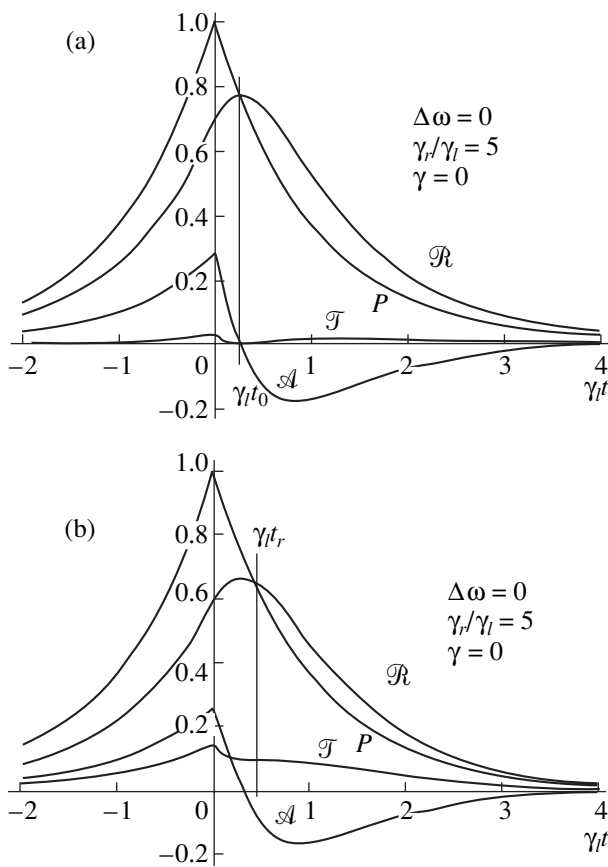 (a)
1.0
0.8
0.6
0.4
0.2
0
−0.2
Δω = 0
γr/γl = 5
γ = 0
ℛ
P
𝒯
𝒜
γlt0
−2 −1 1 2 3 4
γlt
(b)
1.0
0.8
0.6
0.4
0.2
0
−0.2
γltr
Δω = 0
γr/γl = 5
γ = 0
ℛ
𝒯 P
𝒜
−2 −1 0 1 2 3 4
γlt